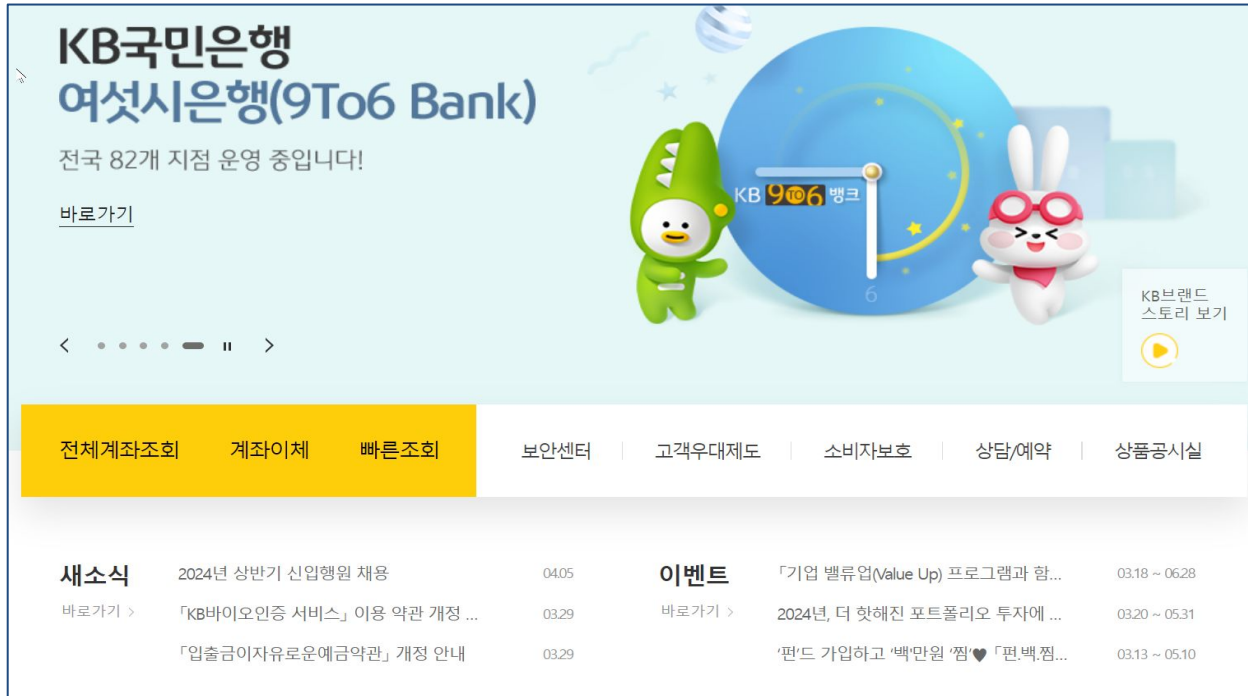 KB국민은행
여섯시은행(9To6 Bank)
전국 82개 지점 운영 중입니다!
바로가기
KB 9TO6 뱅크
6
KB브랜드
스토리 보기
전체계좌조회 계좌이체 빠른조회 보안센터 고객우대제도 소비자보호 상담/예약 상품공시실
새소식
바로가기 >
2024년 상반기 신입행원 채용 04.05
「KB바이오인증 서비스」 이용 약관 개정 ... 03.29
「입출금이자유로운예금약관」 개정 안내 03.29
이벤트
바로가기 >
「기업 밸류업(Value Up) 프로그램과 함... 03.18 ~ 06.28
2024년, 더 핫해진 포트폴리오 투자에 ... 03.20 ~ 05.31
'펀'드 가입하고 '백'만원 '찜'♥ 「펀.백.찜... 03.13 ~ 05.10